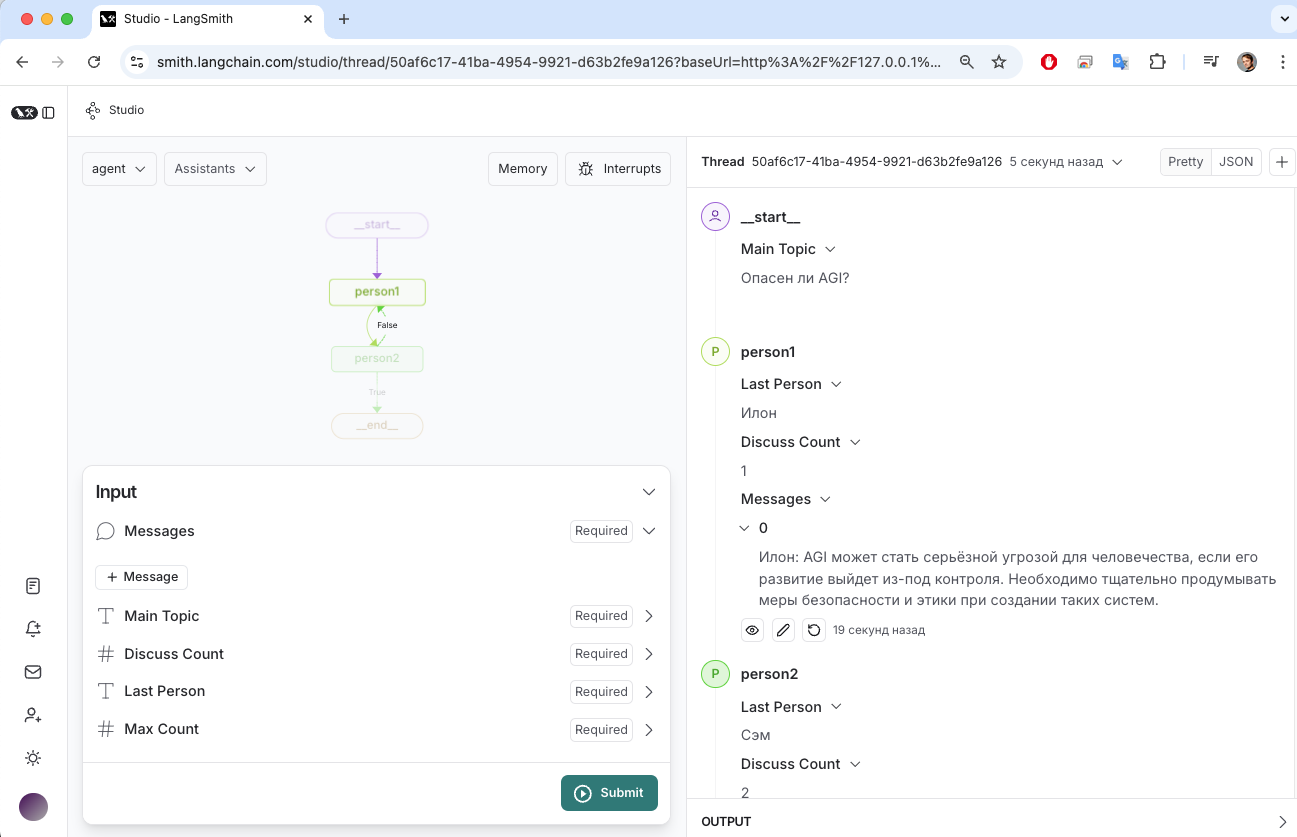 Studio - LangSmith
smith.langchain.com/studio/thread/50af6c17-41ba-4954-9921-d63b2fe9a126?baseUrl=http%3A%2F%2F127.0.0.1%...
Studio
agent
Assistants
Memory
Interrupts
__start__
person1
False
person2
True
__end__
Input
Messages
Required
+ Message
Main Topic
Required
Discuss Count
Required
Last Person
Required
Max Count
Required
Submit
Thread 50af6c17-41ba-4954-9921-d63b2fe9a126 5 секунд назад
Pretty
JSON
__start__
Main Topic
Опасен ли AGI?
P
person1
Last Person
Илон
Discuss Count
1
Messages
0
Илон: AGI может стать серьёзной угрозой для человечества, если его
развитие выйдет из-под контроля. Необходимо тщательно продумывать
меры безопасности и этики при создании таких систем.
19 секунд назад
P
person2
Last Person
Сэм
Discuss Count
2
OUTPUT